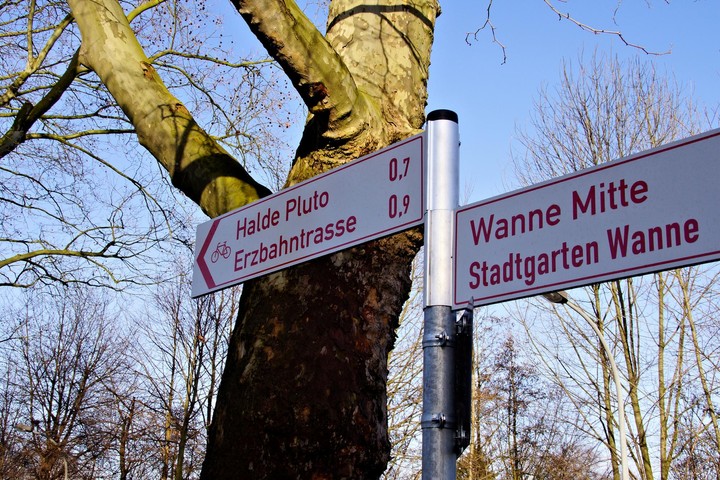 Halde Pluto 0,7
Erzbahntrasse 0,9
Wanne Mitte
Stadtgarten Wanne